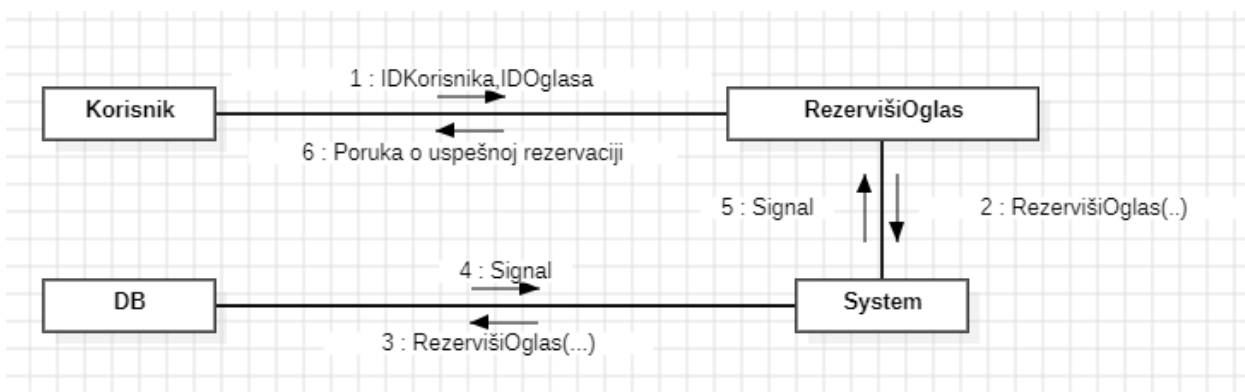 1 : IDKorisnika,IDOglasa
Korisnik
RezervišiOglas
6 : Poruka o uspešnoj rezervaciji
5 : Signal
2 : RezervišiOglas(..)
4 : Signal
DB
System
3 : RezervišiOglas(...)